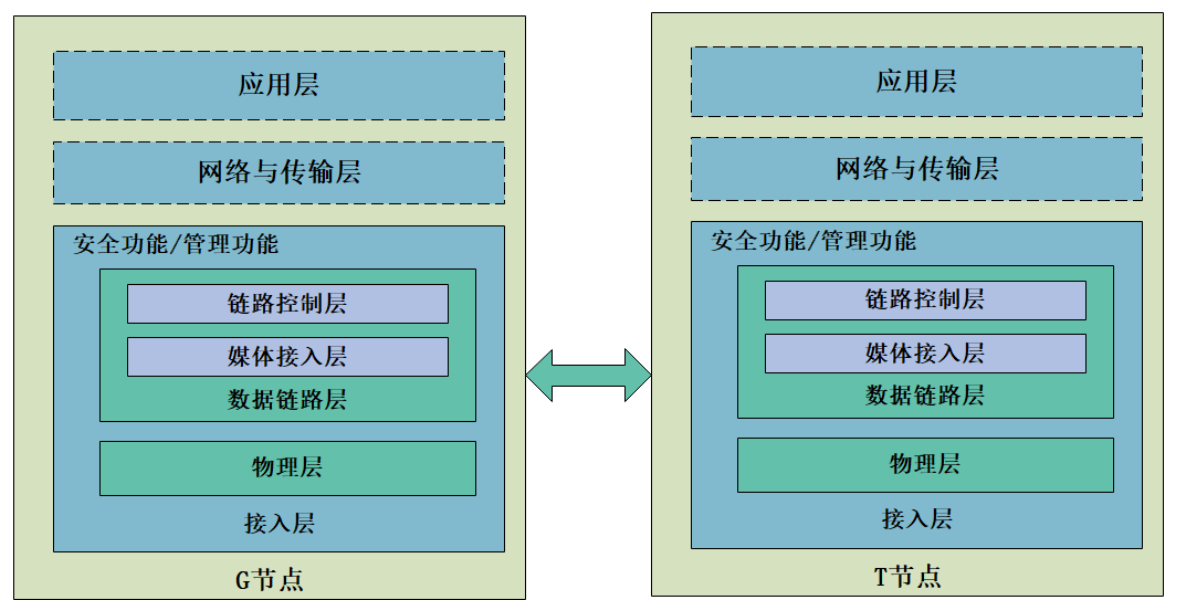 应用层
网络与传输层
安全功能/管理功能
链路控制层
媒体接入层
数据链路层
物理层
接入层
G节点
应用层
网络与传输层
安全功能/管理功能
链路控制层
媒体接入层
数据链路层
物理层
接入层
T节点